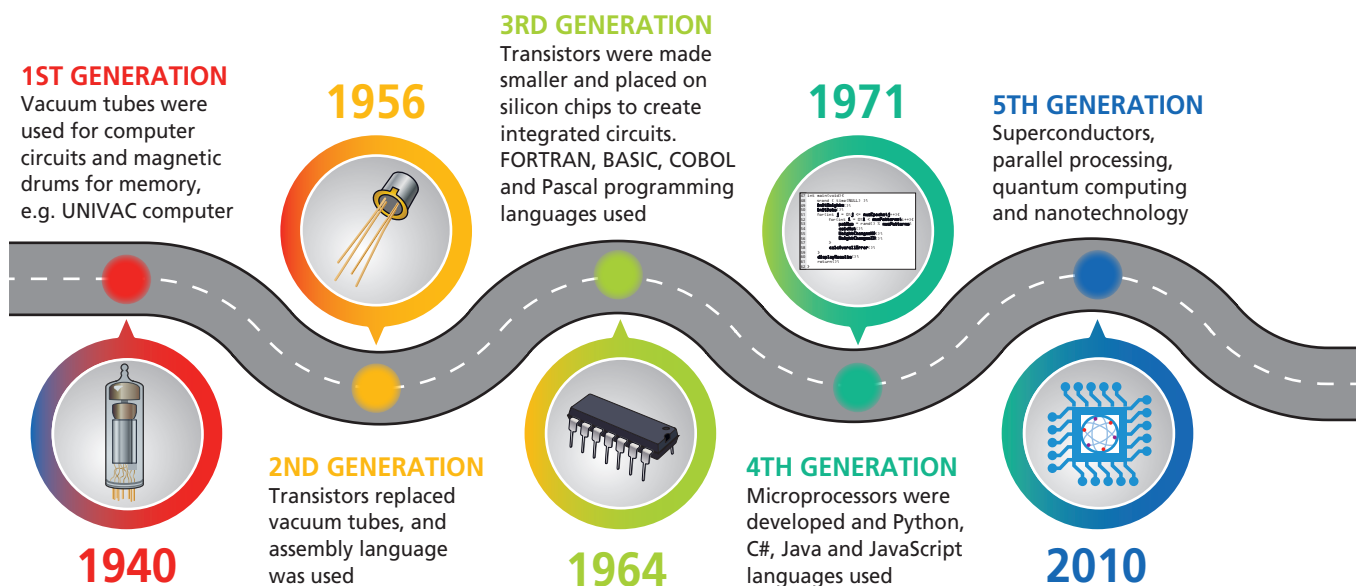 1ST GENERATION
Vacuum tubes were
used for computer
circuits and magnetic
drums for memory,
e.g. UNIVAC computer
1940
1956
2ND GENERATION
Transistors replaced
vacuum tubes, and
assembly language
was used
3RD GENERATION
Transistors were made
smaller and placed on
silicon chips to create
integrated circuits.
FORTRAN, BASIC, COBOL
and Pascal programming
languages used
1964
1971
4TH GENERATION
Microprocessors were
developed and Python,
C#, Java and JavaScript
languages used
5TH GENERATION
Superconductors,
parallel processing,
quantum computing
and nanotechnology
2010